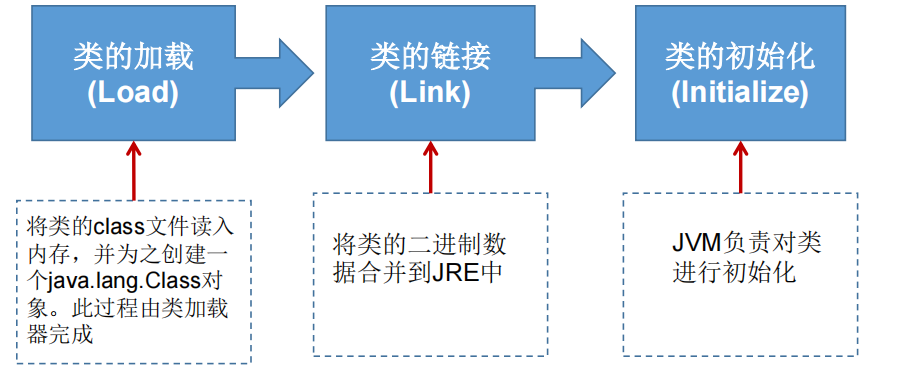 类的加载
(Load)
类的链接
(Link)
类的初始化
(Initialize)
将类的class文件读入
内存，并为之创建一
个java.lang.Class对
象。此过程由类加载
器完成
将类的二进制数
据合并到JRE中
JVM负责对类
进行初始化